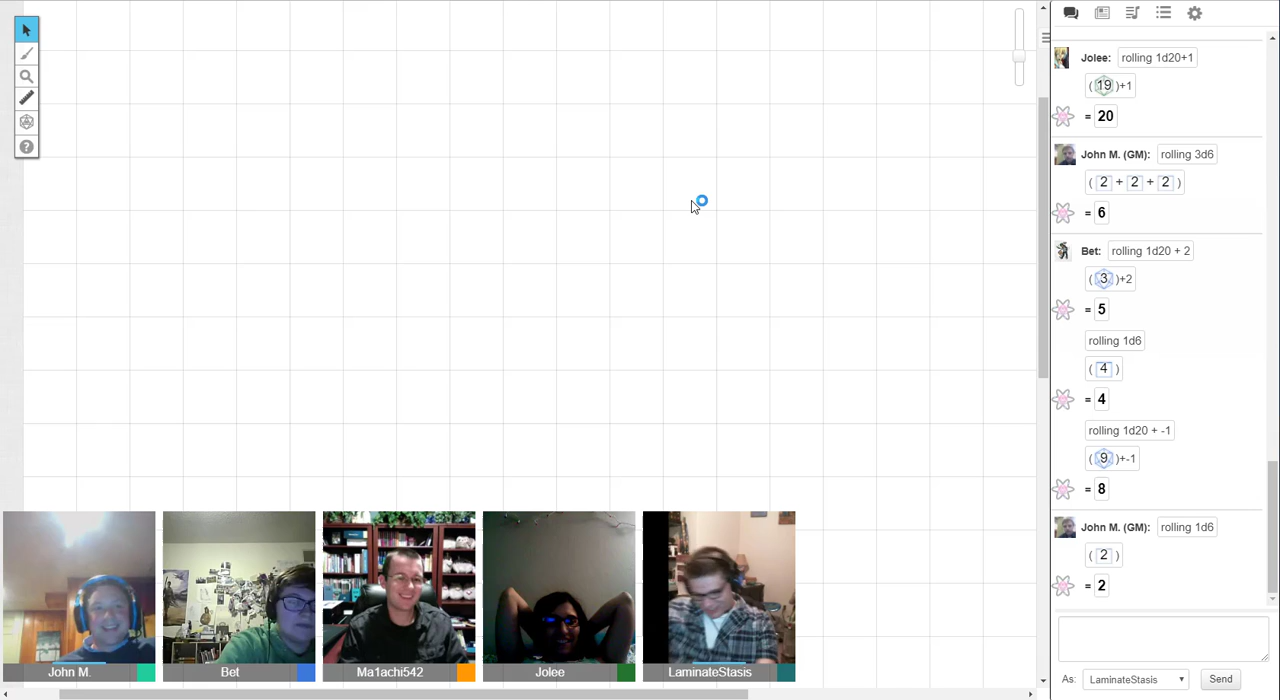 Jolee: rolling 1d20+1
(19)+1
= 20
John M. (GM): rolling 3d6
(2 + 2 + 2)
= 6
Bet: rolling 1d20 + 2
(3)+2
= 5
rolling 1d6
(4)
= 4
rolling 1d20 + -1
(9)+-1
= 8
John M. (GM): rolling 1d6
(2)
= 2
As: LaminateStasis Send
John M. Bet Ma1achi542 Jolee LaminateStasis